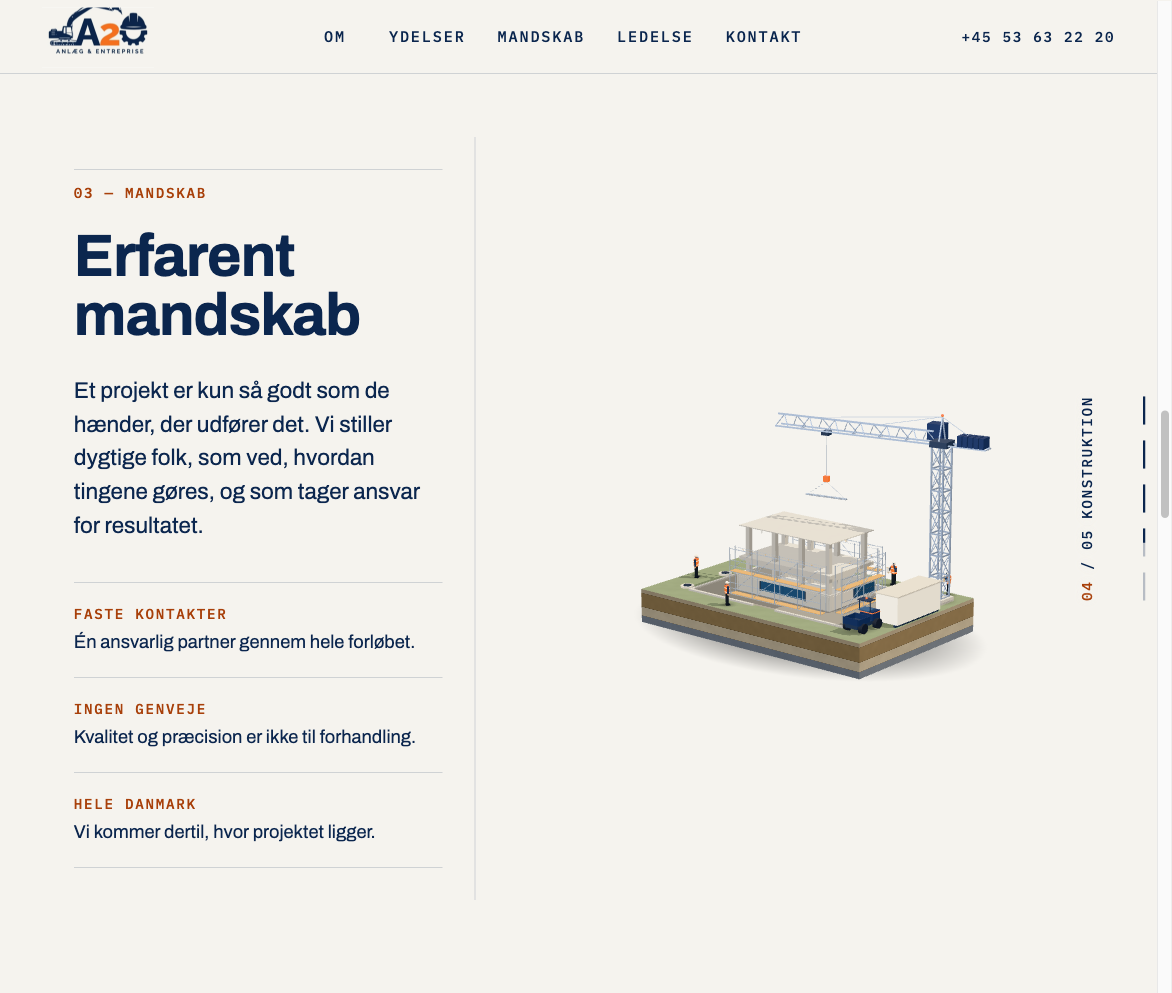 A2O
ANLÆG & ENTREPRISE
OM
YDELSER
MANDSKAB
LEDELSE
KONTAKT
+45 53 63 22 20
03 — MANDSKAB
Erfarent
mandskab
Et projekt er kun så godt som de
hænder, der udfører det. Vi stiller
dygtige folk, som ved, hvordan
tingene gøres, og som tager ansvar
for resultatet.
FASTE KONTAKTER
Én ansvarlig partner gennem hele forløbet.
INGEN GENVEJE
Kvalitet og præcision er ikke til forhandling.
HELE DANMARK
Vi kommer dertil, hvor projektet ligger.
04 / 05 KONSTRUKTION